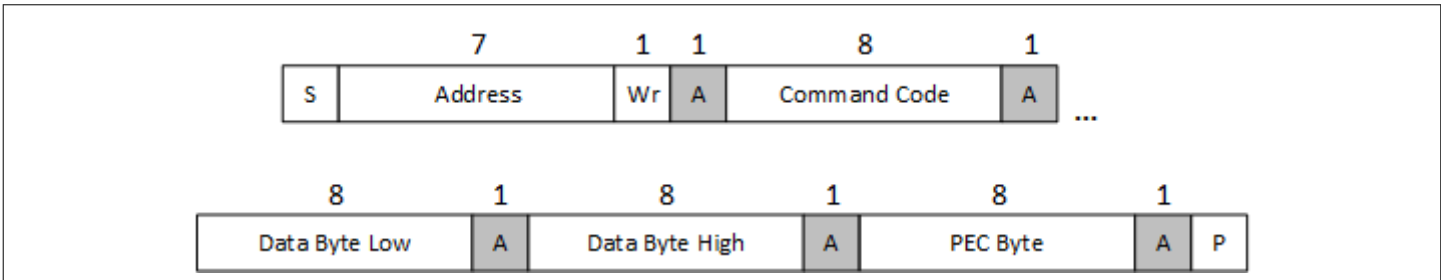 7 1 1 8 1
S Address Wr A Command Code A ...
8 1 8 1 8 1
Data Byte Low A Data Byte High A PEC Byte A P